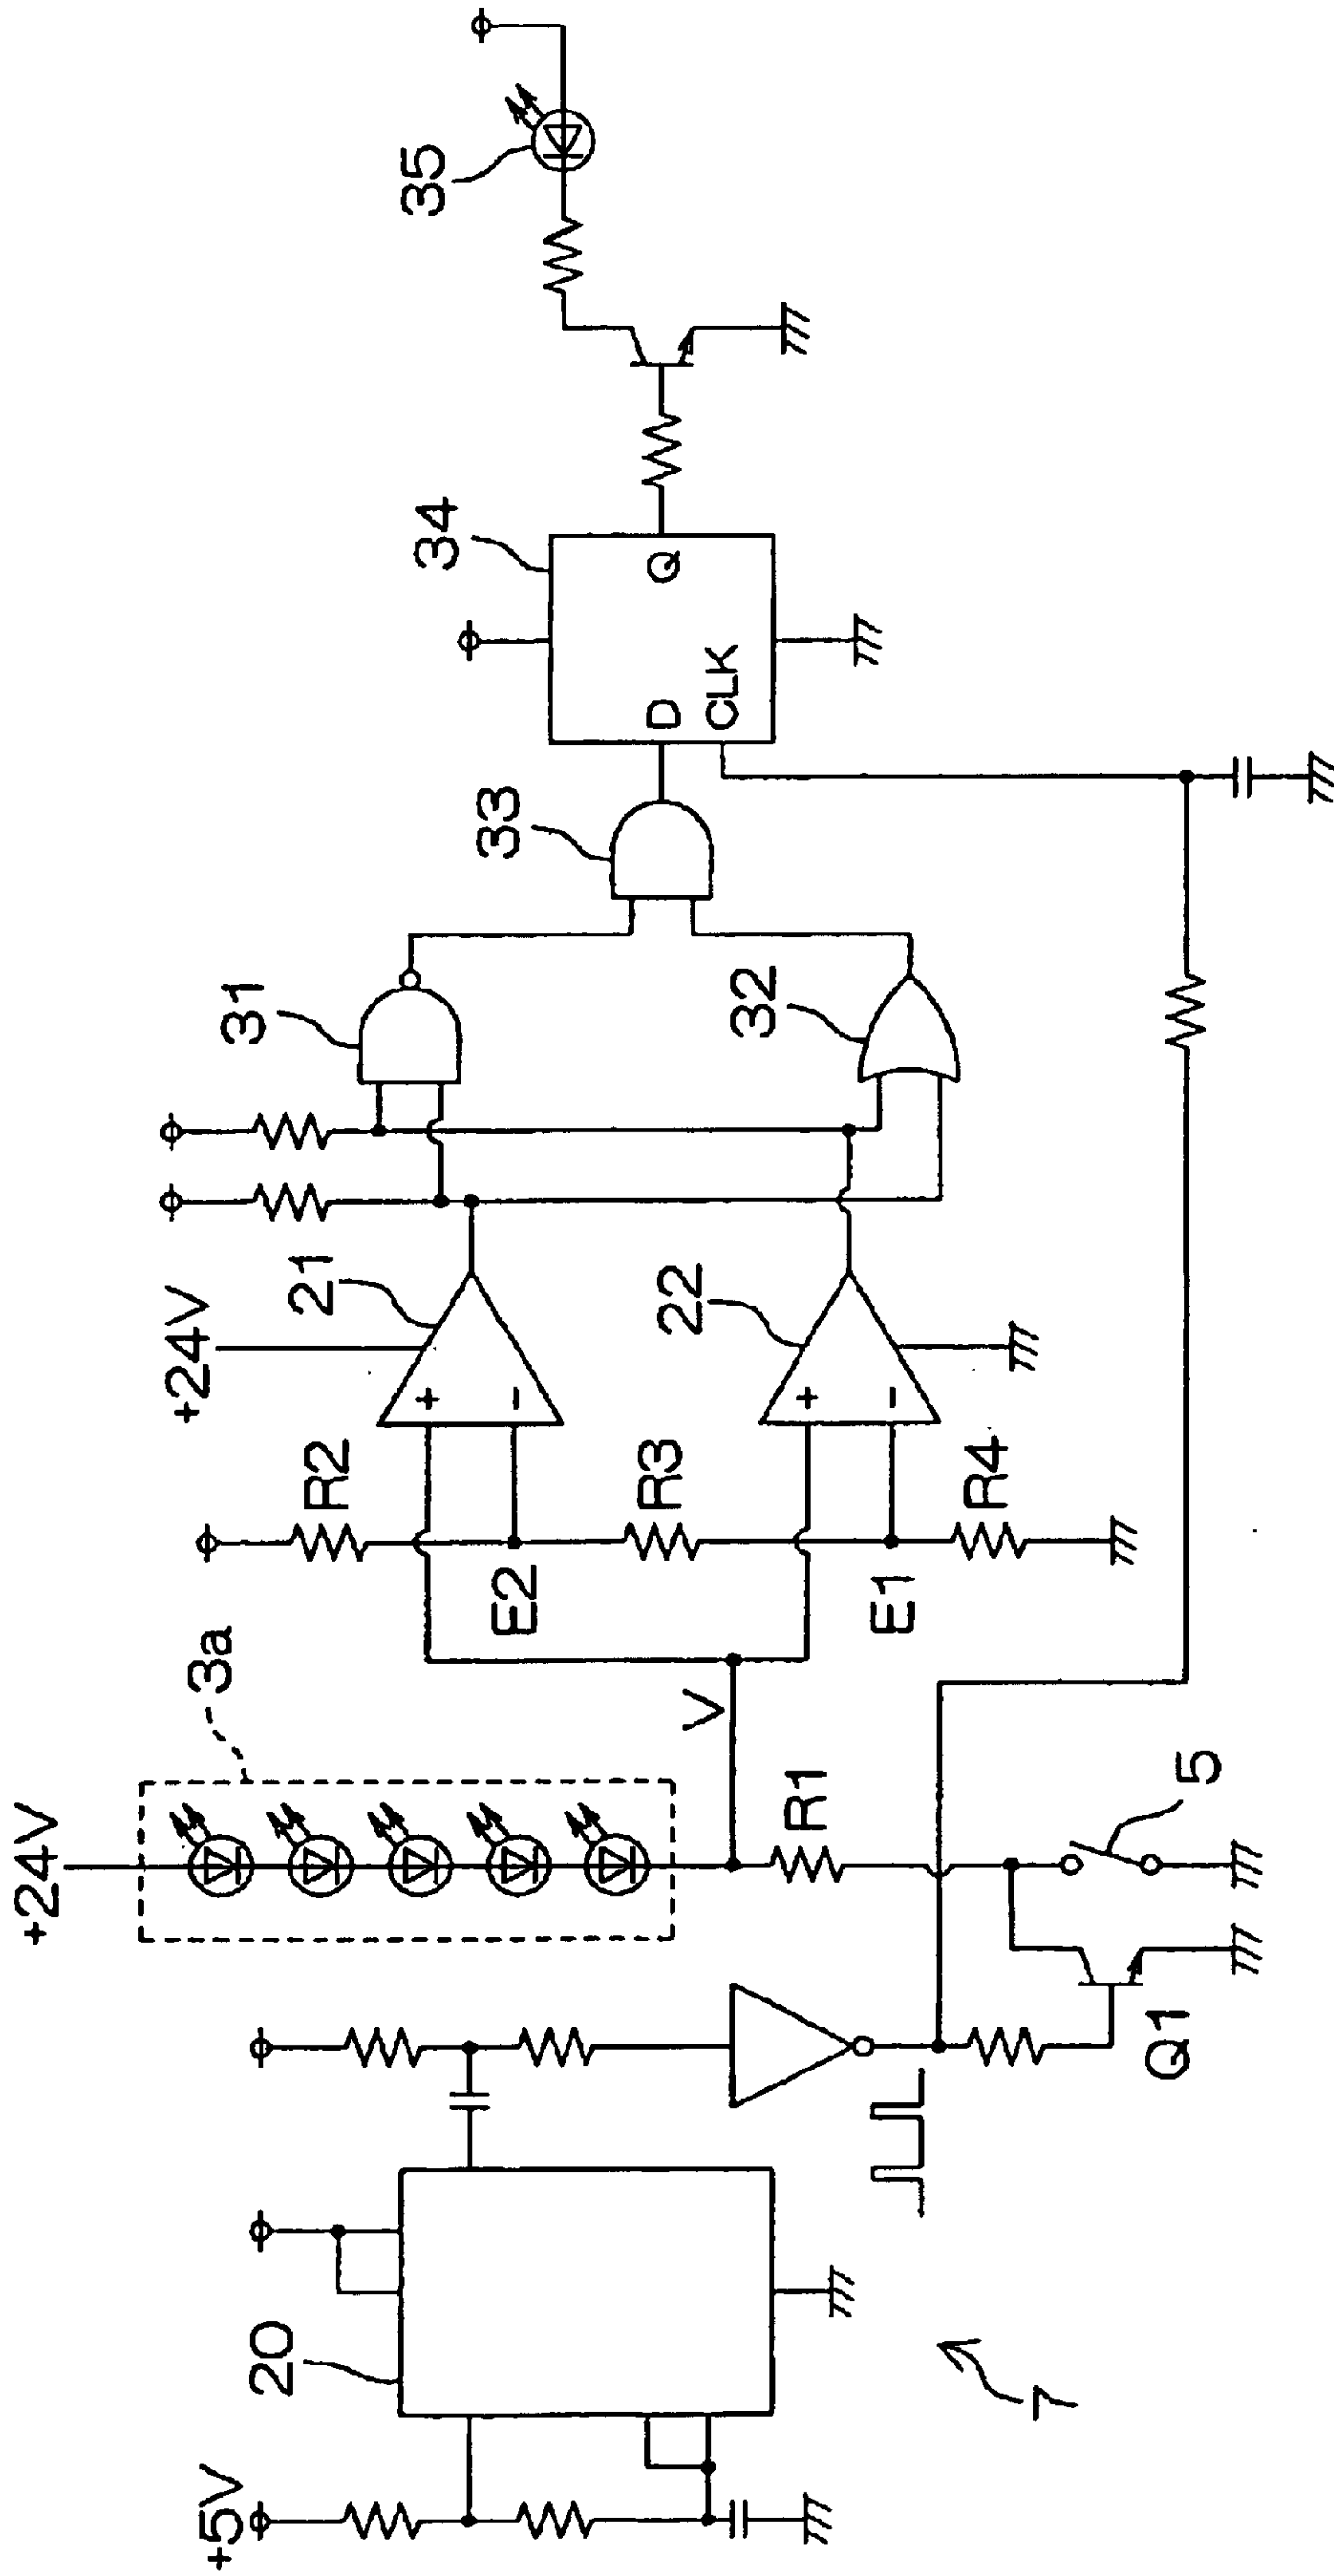 +5V
20
7
+24V
3a
V
R1
5
Q1
+24V
R2
E2
R3
E1
R4
+
−
21
+
−
22
31
32
33
34
D
CLK
Q
35